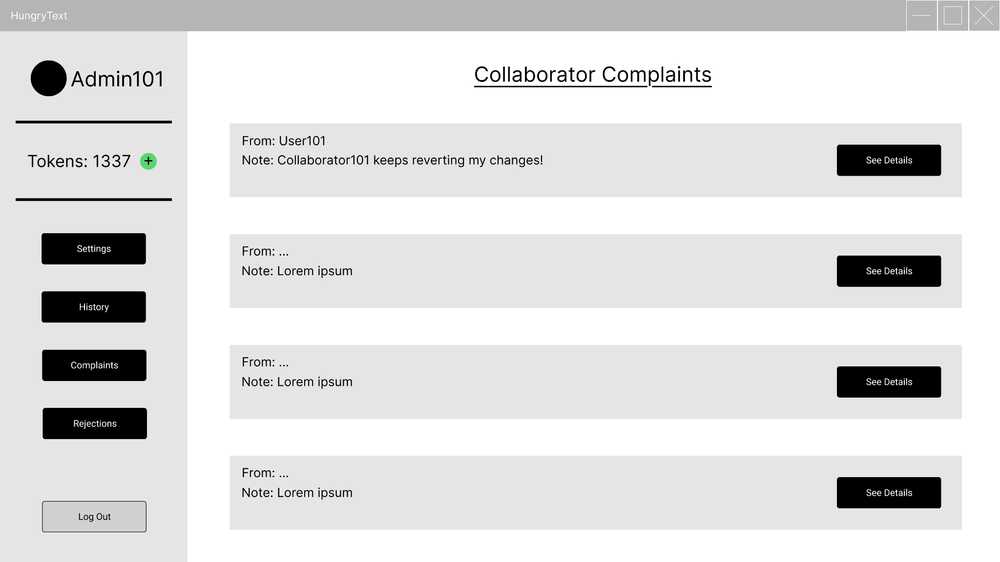 HungryText
Admin101
Tokens: 1337 +
Settings
History
Complaints
Rejections
Log Out
Collaborator Complaints
From: User101
Note: Collaborator101 keeps reverting my changes!
See Details
From: ...
Note: Lorem ipsum
See Details
From: ...
Note: Lorem ipsum
See Details
From: ...
Note: Lorem ipsum
See Details